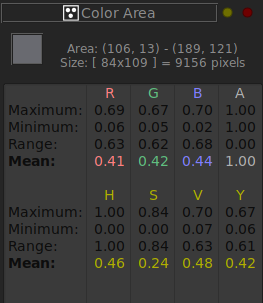 Color Area
Area: (106, 13) - (189, 121)
Size: [ 84x109 ] = 9156 pixels
R G B A
Maximum: 0.69 0.67 0.70 1.00
Minimum: 0.06 0.05 0.02 1.00
Range: 0.63 0.62 0.68 0.00
Mean: 0.41 0.42 0.44 1.00
H S V Y
Maximum: 1.00 0.84 0.70 0.67
Minimum: 0.00 0.00 0.07 0.06
Range: 1.00 0.84 0.63 0.61
Mean: 0.46 0.24 0.48 0.42